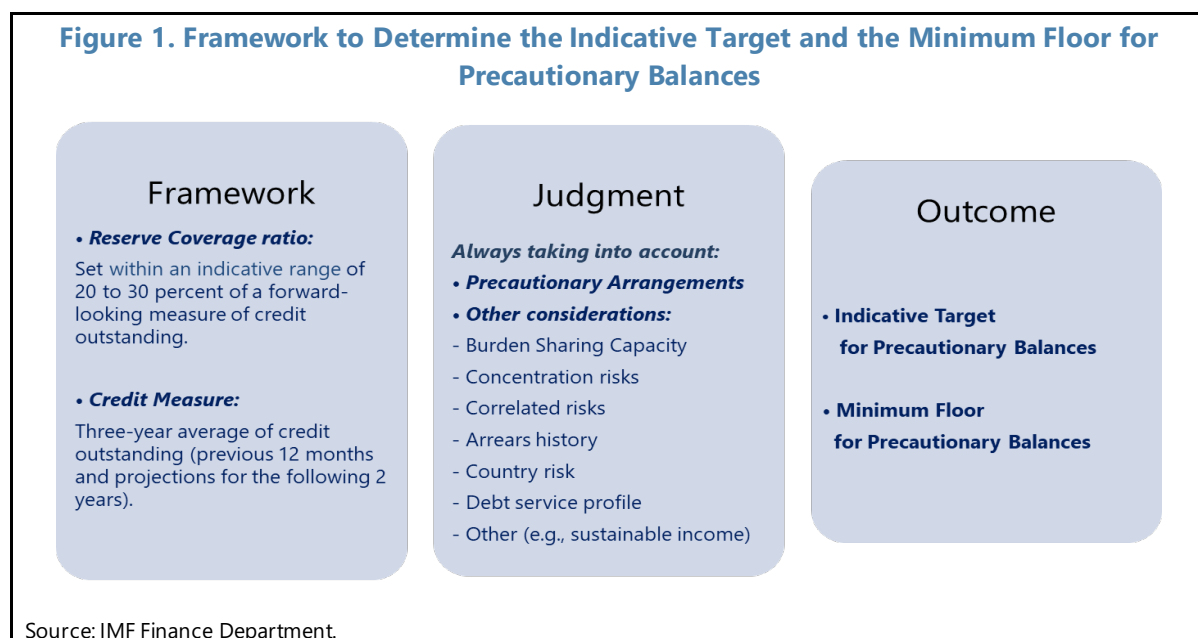 Figure 1. Framework to Determine the Indicative Target and the Minimum Floor for
Precautionary Balances
Framework
• Reserve Coverage ratio:
Set within an indicative range of
20 to 30 percent of a forward-
looking measure of credit
outstanding.
• Credit Measure:
Three-year average of credit
outstanding (previous 12 months
and projections for the following 2
years).
Judgment
Always taking into account:
• Precautionary Arrangements
• Other considerations:
- Burden Sharing Capacity
- Concentration risks
- Correlated risks
- Arrears history
- Country risk
- Debt service profile
- Other (e.g., sustainable income)
Outcome
• Indicative Target
for Precautionary Balances
• Minimum Floor
for Precautionary Balances
Source: IMF Finance Department.